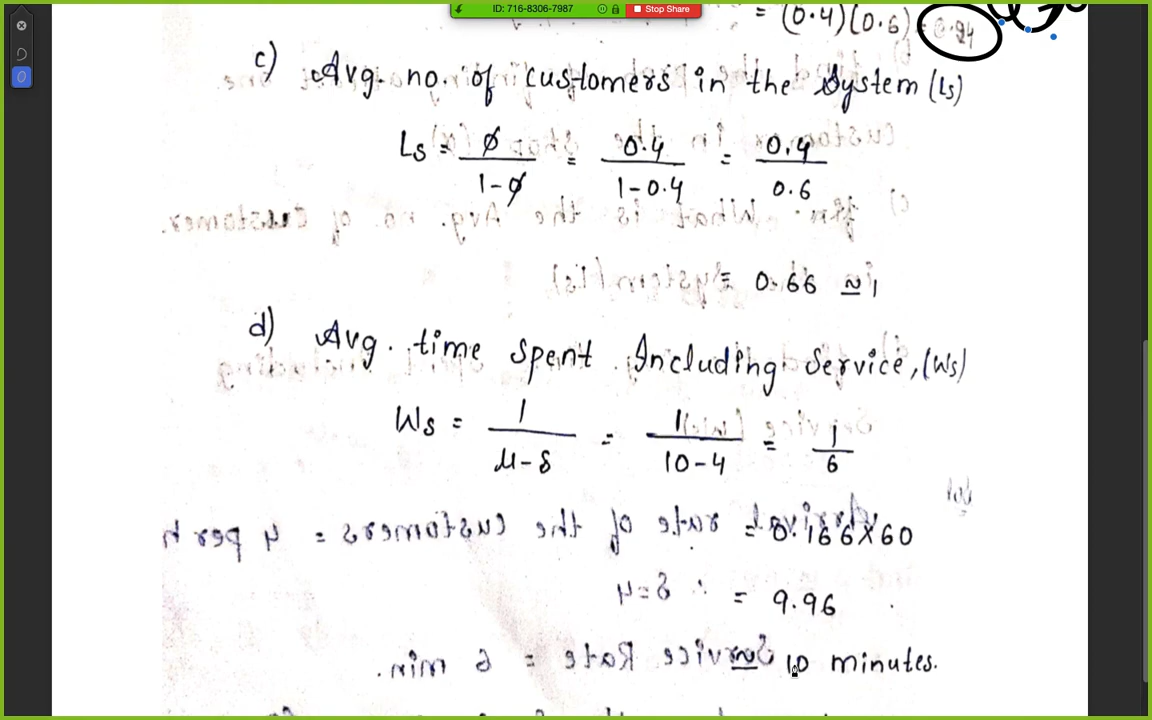 ID: 716-8306-7987 Stop Share
= (0.4)(0.6) = 0.24
c) Avg. no. of customers in the System (Ls)
Ls = ϕ/1-ϕ = 0.4/1-0.4 = 0.4/0.6
= 0.66 ≅ 1
d) Avg. time spent Including Service, (Ws)
Ws = 1/μ-δ = 1/10-4 = 1/6
= 0.166×60
= 9.96
≅ 10 minutes.